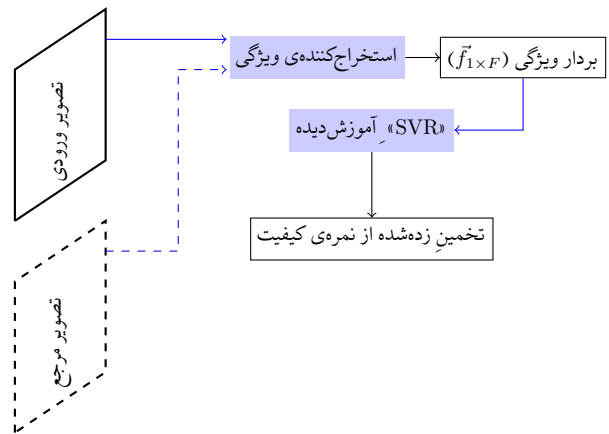 تصویر ورودی
استخراج‌کننده‌ی ویژگی
بردار ویژگی (f⃗1×F)
«SVR» ِ آموزش‌دیده
تخمینِ زده‌شده از نمره‌ی کیفیت
تصویر مرجع